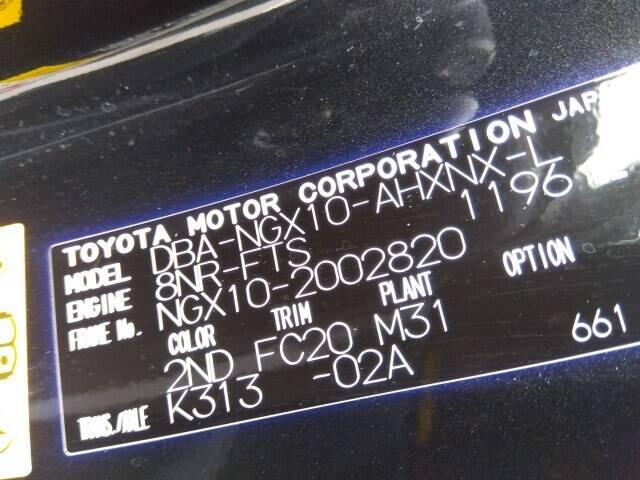 TOYOTA MOTOR CORPORATION JAP
MODEL DBA-NGX10-AHXNX-L
ENGINE 8NR-FTS 1196
FRAME No. NGX10-2002820
COLOR TRIM PLANT OPTION
2ND FC20 M31
TRANS./AXLE K313 -02A 661